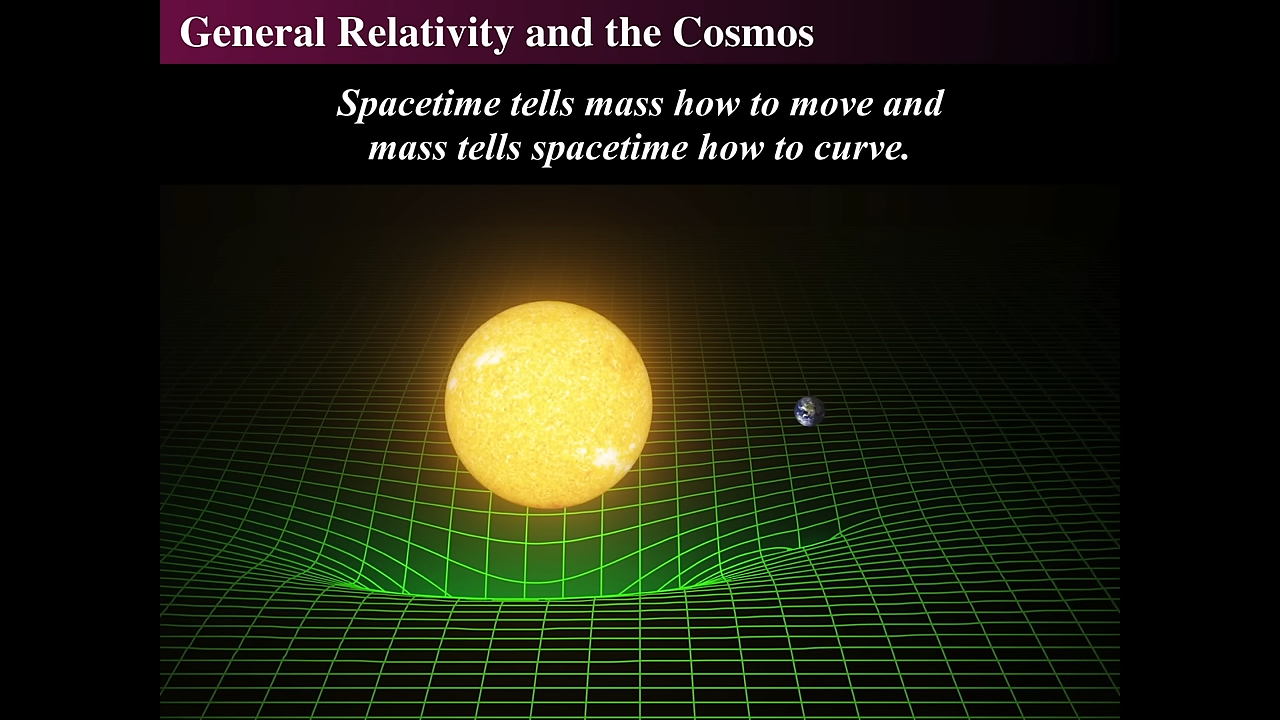 General Relativity and the Cosmos
Spacetime tells mass how to move and
mass tells spacetime how to curve.